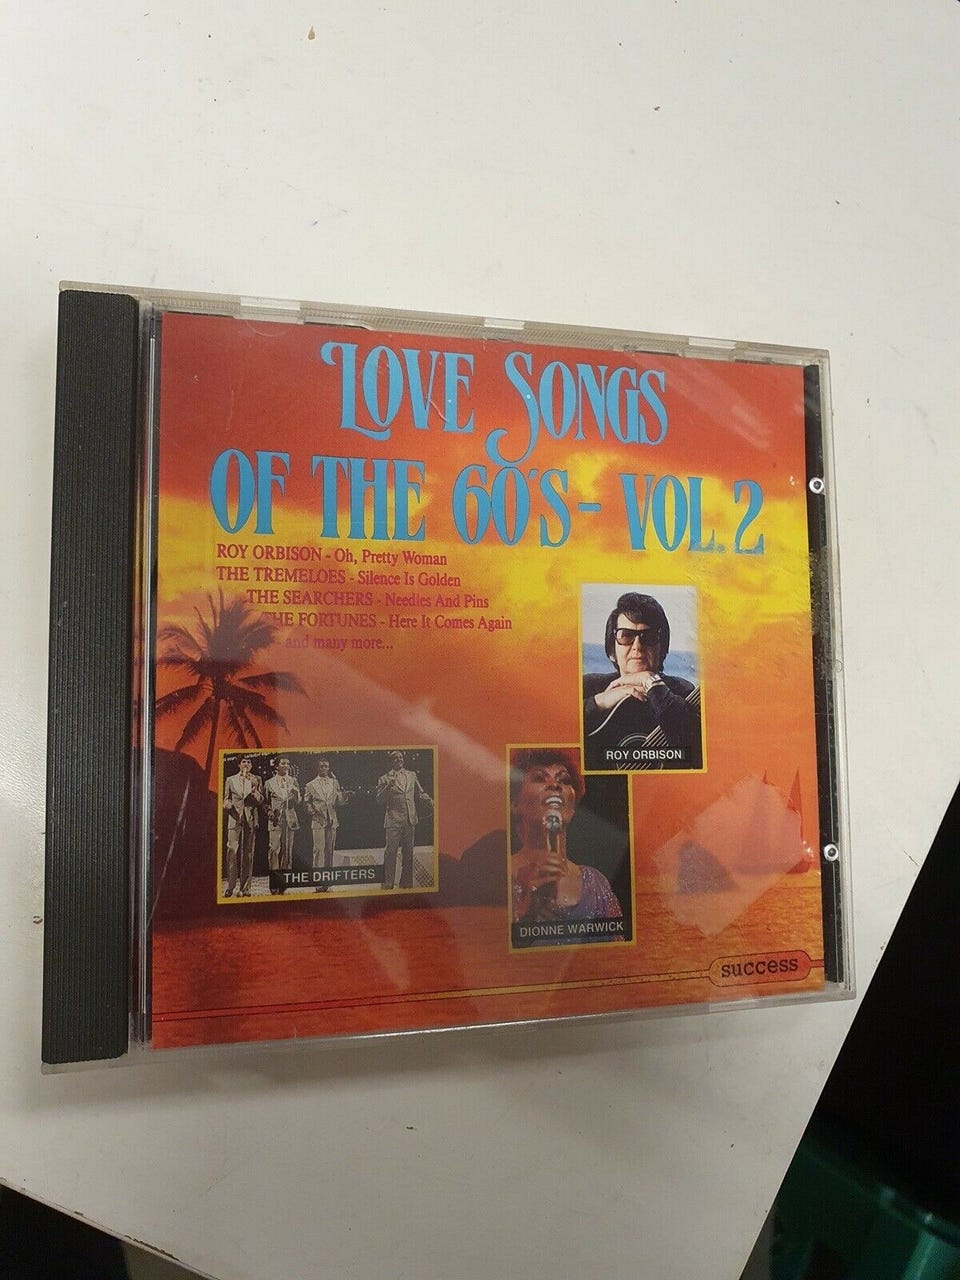 LOVE SONGS
OF THE 60'S - VOL. 2
ROY ORBISON - Oh, Pretty Woman
THE TREMELOES - Silence Is Golden
THE SEARCHERS - Needles And Pins
THE FORTUNES - Here It Comes Again
and many more...
ROY ORBISON
THE DRIFTERS
DIONNE WARWICK
success